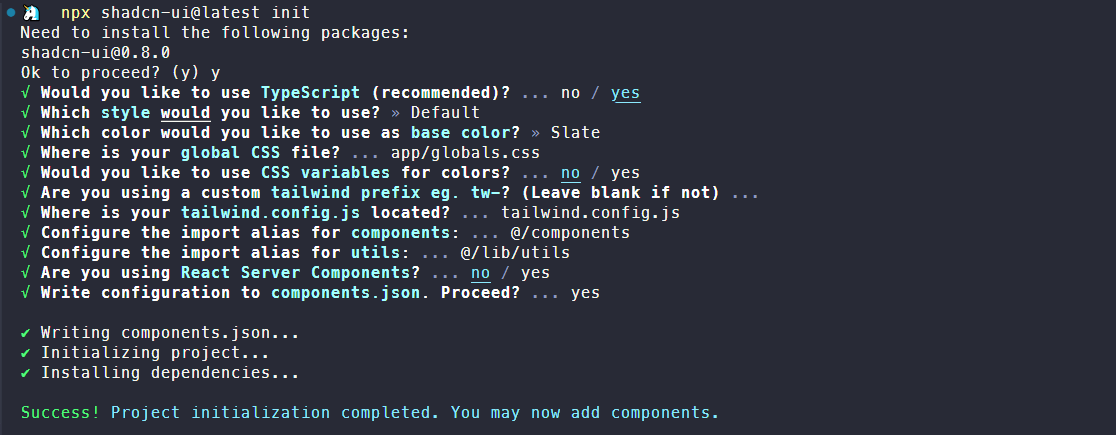 npx shadcn-ui@latest init
Need to install the following packages:
shadcn-ui@0.8.0
Ok to proceed? (y) y
√ Would you like to use TypeScript (recommended)? ... no / yes
√ Which style would you like to use? » Default
√ Which color would you like to use as base color? » Slate
√ Where is your global CSS file? ... app/globals.css
√ Would you like to use CSS variables for colors? ... no / yes
√ Are you using a custom tailwind prefix eg. tw-? (Leave blank if not) ...
√ Where is your tailwind.config.js located? ... tailwind.config.js
√ Configure the import alias for components: ... @/components
√ Configure the import alias for utils: ... @/lib/utils
√ Are you using React Server Components? ... no / yes
√ Write configuration to components.json. Proceed? ... yes
✔ Writing components.json...
✔ Initializing project...
✔ Installing dependencies...
Success! Project initialization completed. You may now add components.